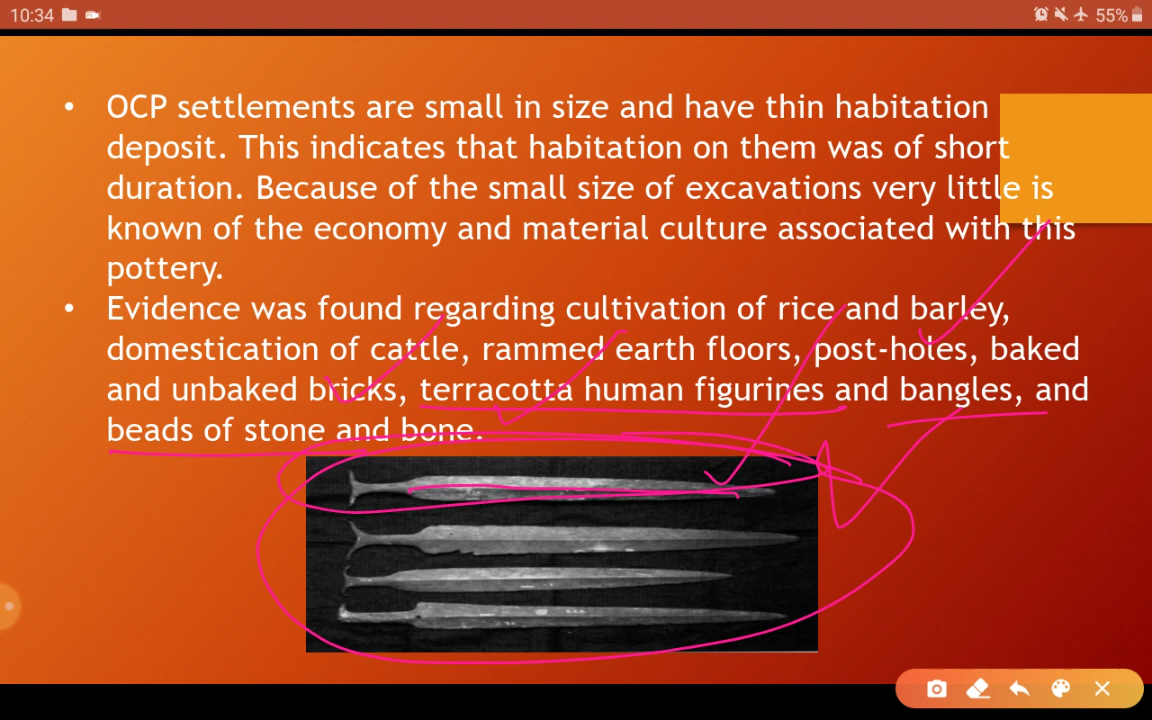 10:34
55%
• OCP settlements are small in size and have thin habitation
deposit. This indicates that habitation on them was of short
duration. Because of the small size of excavations very little is
known of the economy and material culture associated with this
pottery.
• Evidence was found regarding cultivation of rice and barley,
domestication of cattle, rammed earth floors, post-holes, baked
and unbaked bricks, terracotta human figurines and bangles, and
beads of stone and bone.